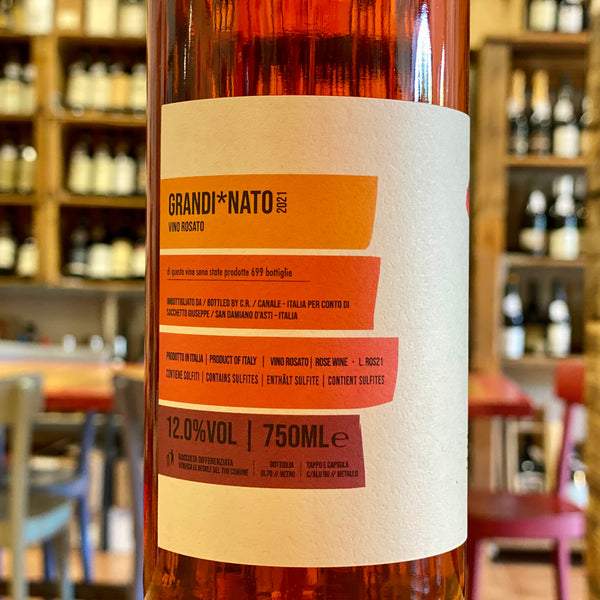 GRANDI*NATO 2021
VINO ROSATO
di questo vino sono state prodotte 699 bottiglie
IMBOTTIGLIATO DA / BOTTLED BY C.R. / CANALE - ITALIA PER CONTO DI
SACCHETTO GIUSEPPE / SAN DAMIANO D'ASTI - ITALIA
PRODOTTO IN ITALIA | PRODUCT OF ITALY | VINO ROSATO | ROSE WINE - L. ROS21
CONTIENE SOLFITI | CONTAINS SULFITES | ENTHÄLT SULFITE | CONTIENT SULFITES
12.0%VOL | 750ML℮
RACCOLTA DIFFERENZIATA
VERIFICA LE REGOLE DEL TUO COMUNE
BOTTIGLIA
GL70 // VETRO
TAPPO E CAPSULA
C/ALU 90 // METALLO